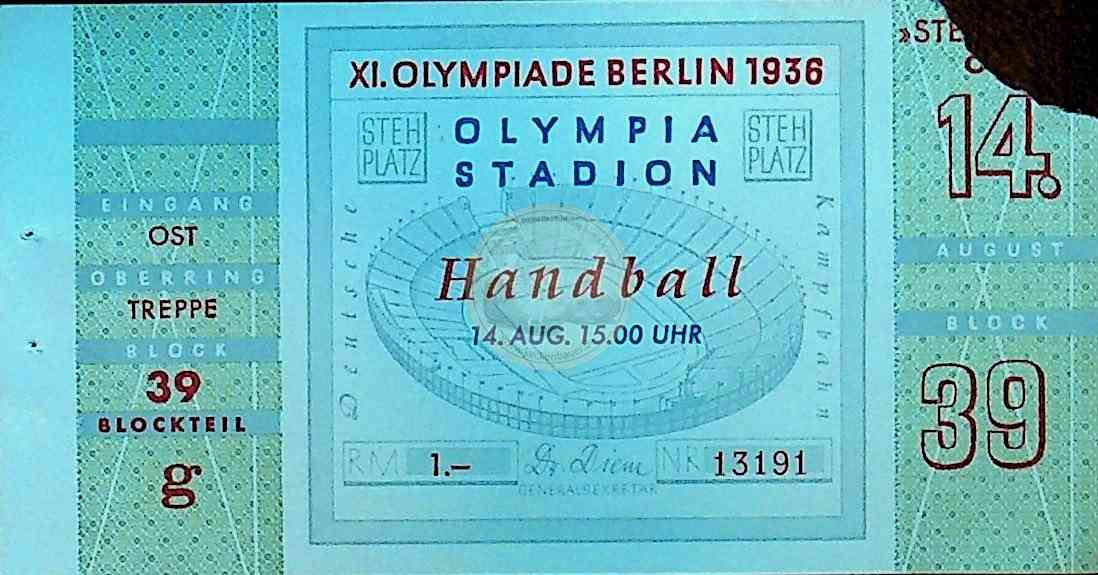 EINGANG
OST
OBERRING
TREPPE
BLOCK
39
BLOCKTEIL
g
XI. OLYMPIADE BERLIN 1936
STEH
PLATZ
OLYMPIA
STADION
STEH
PLATZ
Deutsche
Kampfbahn
Handball
14. AUG. 15.00 UHR
RM 1.–
Dr. Diem
GENERALSEKRETÄR
NR 13191
14.
AUGUST
BLOCK
39